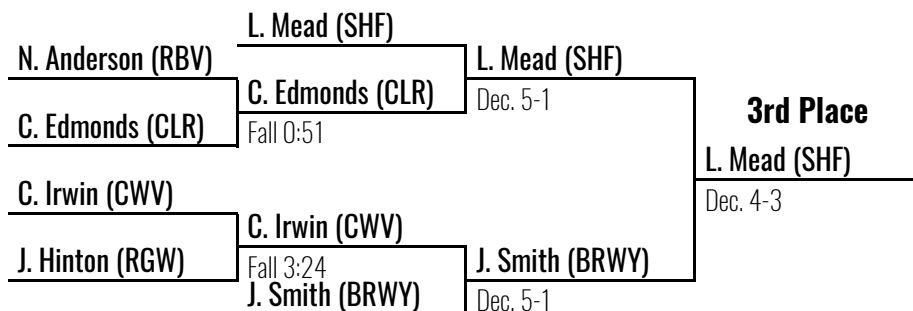 L. Mead (SHF)
N. Anderson (RBV)
L. Mead (SHF)
C. Edmonds (CLR)
Dec. 5-1
3rd Place
C. Edmonds (CLR)
Fall 0:51
L. Mead (SHF)
C. Irwin (CWV)
Dec. 4-3
C. Irwin (CWV)
J. Hinton (RGW)
Fall 3:24
J. Smith (BRWY)
J. Smith (BRWY)
Dec. 5-1